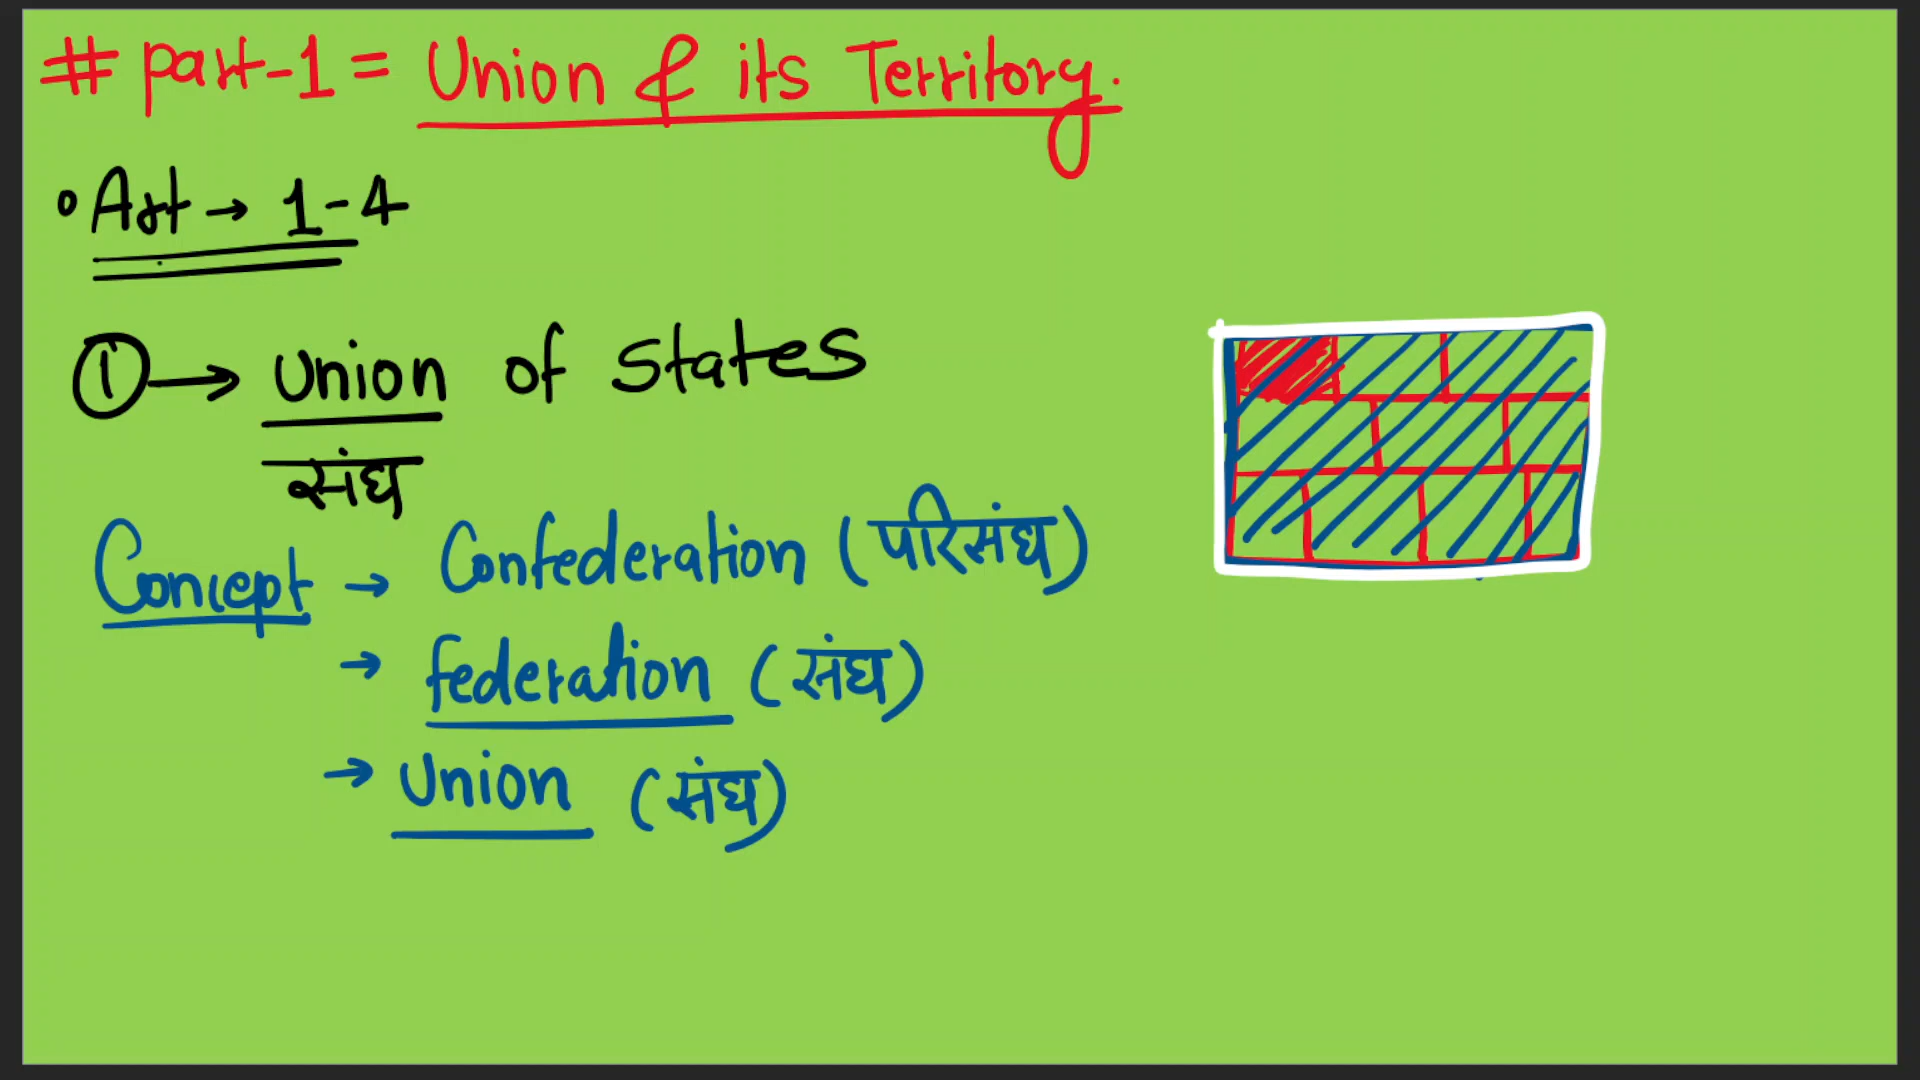 # part-1 = Union & its Territory.
• Art → 1-4
① → Union of states
संघ
Concept → Confederation (परिसंघ)
→ federation (संघ)
→ Union (संघ)